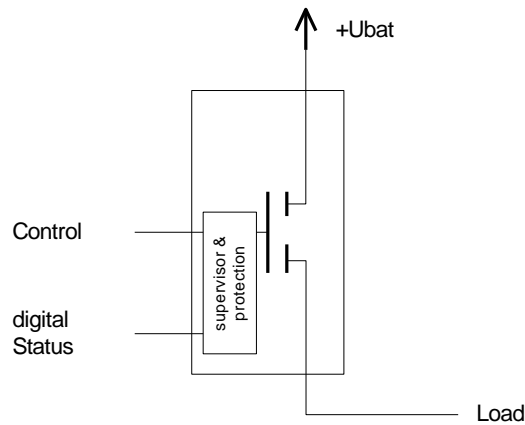 +Ubat
Control
supervisor &
protection
digital
Status
Load